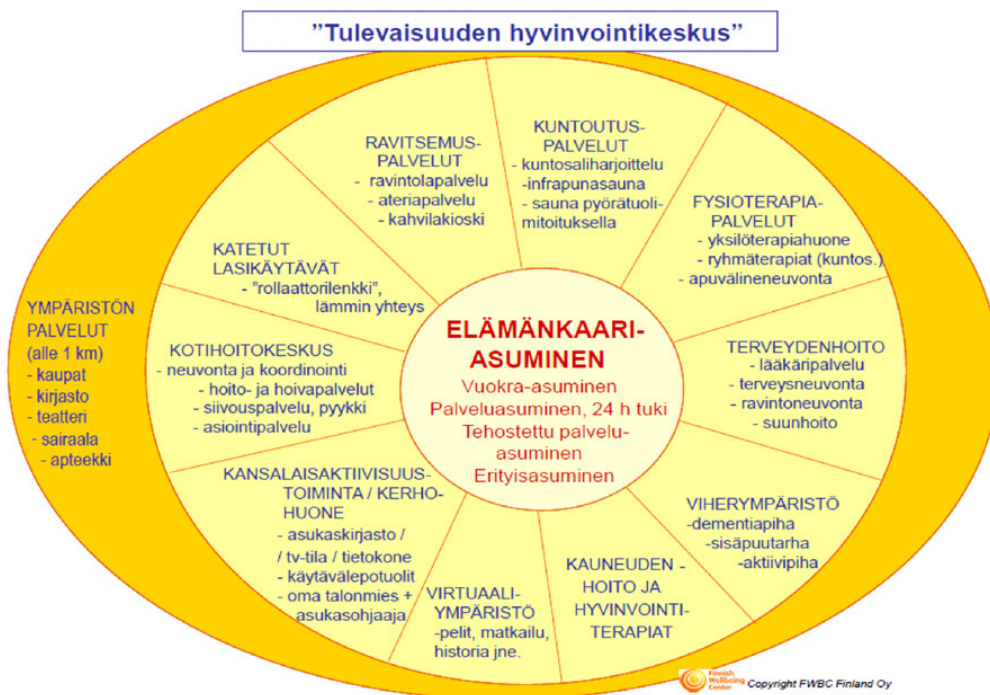 ”Tulevaisuuden hyvinvointikeskus”
RAVITSEMUS-
PALVELUT
- ravintolapalvelu
- ateriapalvelu
- kahvilakioski
KUNTOUTUS-
PALVELUT
- kuntosaliharjoittelu
-infrapunasauna
- sauna pyörätuoli-
mitoituksella
FYSIOTERAPIA-
PALVELUT
- yksilöterapiahuone
- ryhmäterapiat (kuntos.)
- apuvälineneuvonta
TERVEYDENHOITO
- lääkäripalvelu
- terveysneuvonta
- ravintoneuvonta
- suunhoito
VIHERYMPÄRISTÖ
-dementiapiha
-sisäpuutarha
-aktiivipiha
KAUNEUDEN -
HOITO JA
HYVINVOINTI-
TERAPIAT
VIRTUAALI-
YMPÄRISTÖ
-pelit, matkailu,
historia jne.
KANSALAISAKTIIVISUUS-
TOIMINTA / KERHO-
HUONE
- asukaskirjasto /
/ tv-tila / tietokone
- käytävälepotuolit
- oma talonmies +
asukasohjaaja
KOTIHOITOKESKUS
- neuvonta ja koordinointi
- hoito- ja hoivapalvelut
- siivouspalvelu, pyykki
- asiointipalvelu
KATETUT
LASIKÄYTÄVÄT
- ”rollaattorilenkki”,
lämmin yhteys
YMPÄRISTÖN
PALVELUT
(alle 1 km)
- kaupat
- kirjasto
- teatteri
- sairaala
- apteekki
ELÄMÄNKAARI-
ASUMINEN
Vuokra-asuminen
Palveluasuminen, 24 h tuki
Tehostettu palvelu-
asuminen
Erityisasuminen
Finnish
Wellbeing
Center
Copyright FWBC Finland Oy